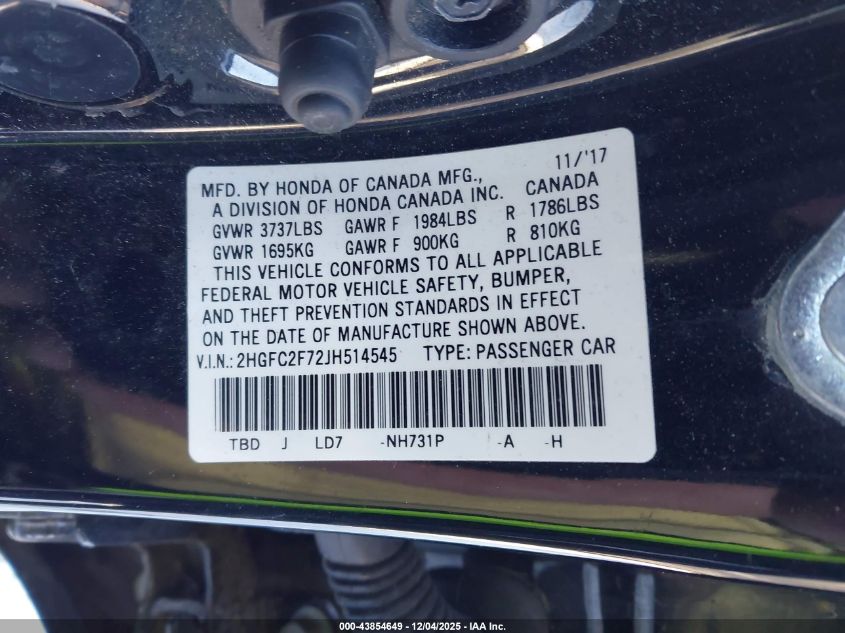 11/'17
MFD. BY HONDA OF CANADA MFG., CANADA
A DIVISION OF HONDA CANADA INC.
GVWR 3737LBS GAWR F 1984LBS R 1786LBS
GVWR 1695KG GAWR F 900KG R 810KG
THIS VEHICLE CONFORMS TO ALL APPLICABLE
FEDERAL MOTOR VEHICLE SAFETY, BUMPER,
AND THEFT PREVENTION STANDARDS IN EFFECT
ON THE DATE OF MANUFACTURE SHOWN ABOVE.
V.I.N.: 2HGFC2F72JH514545 TYPE: PASSENGER CAR
TBD J LD7 -NH731P -A -H
000-43854649 - 12/04/2025 - IAA Inc.